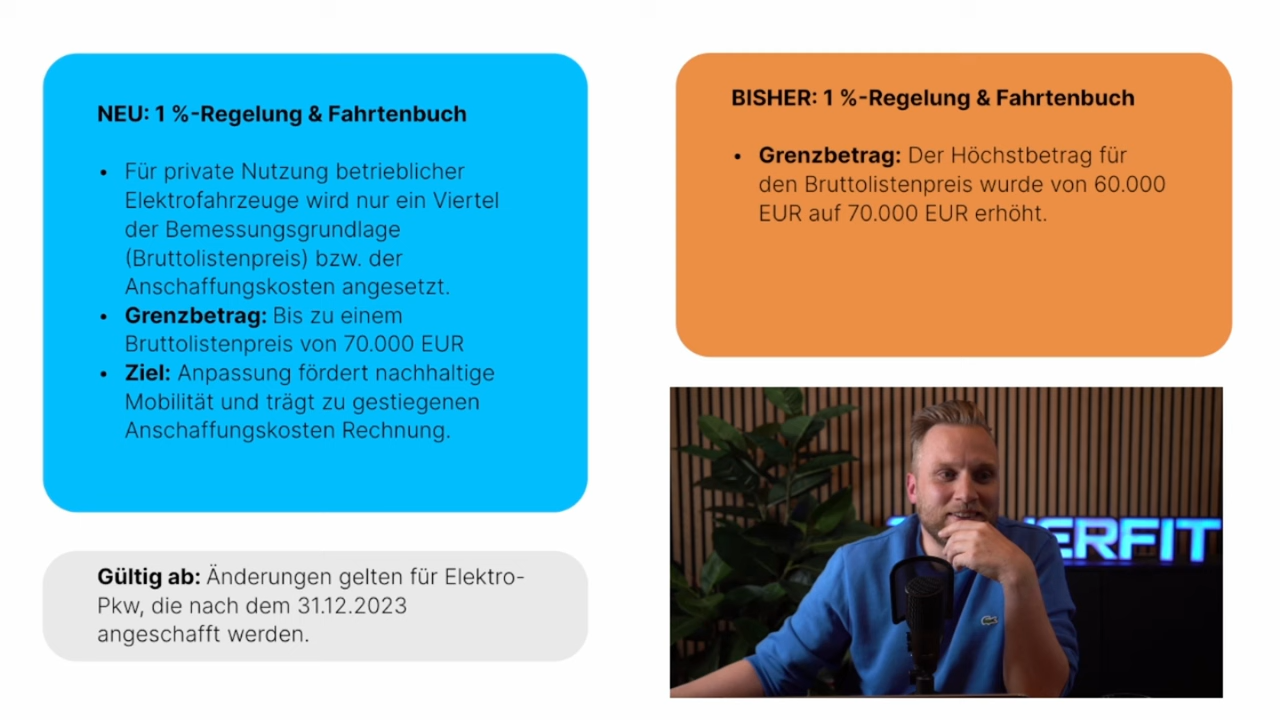 NEU: 1 %-Regelung & Fahrtenbuch
• Für private Nutzung betrieblicher
Elektrofahrzeuge wird nur ein Viertel
der Bemessungsgrundlage
(Bruttolistenpreis) bzw. der
Anschaffungskosten angesetzt.
• Grenzbetrag: Bis zu einem
Bruttolistenpreis von 70.000 EUR
• Ziel: Anpassung fördert nachhaltige
Mobilität und trägt zu gestiegenen
Anschaffungskosten Rechnung.
Gültig ab: Änderungen gelten für Elektro-
Pkw, die nach dem 31.12.2023
angeschafft werden.
BISHER: 1 %-Regelung & Fahrtenbuch
• Grenzbetrag: Der Höchstbetrag für
den Bruttolistenpreis wurde von 60.000
EUR auf 70.000 EUR erhöht.